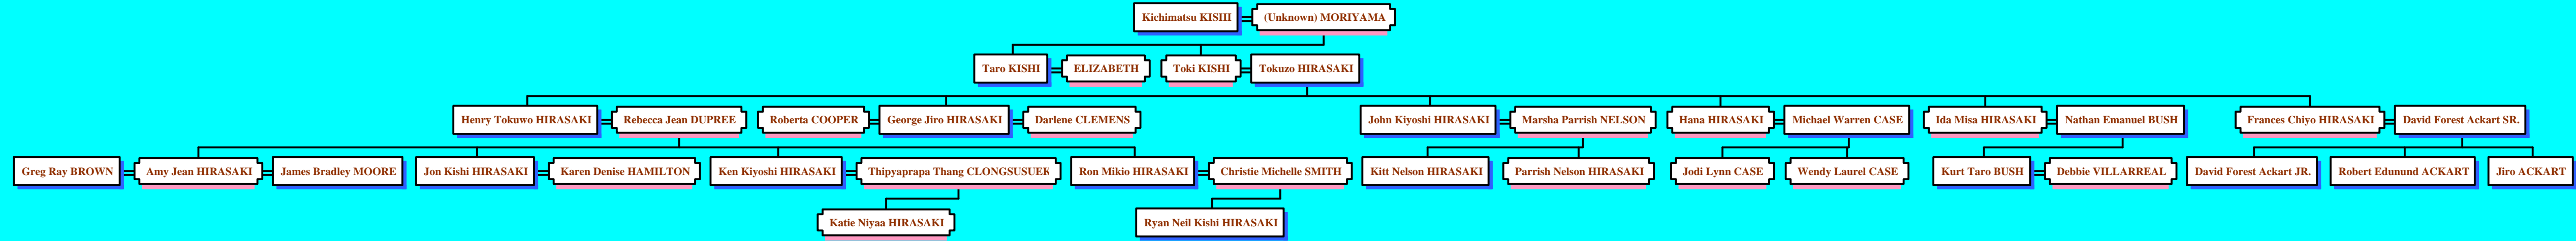 Kichimatsu KISHI
(Unknown) MORIYAMA
Taro KISHI
ELIZABETH
Toki KISHI
Tokuzo HIRASAKI
Henry Tokuwo HIRASAKI
Rebecca Jean DUPREE
Roberta COOPER
George Jiro HIRASAKI
Darlene CLEMENS
John Kiyoshi HIRASAKI
Marsha Parrish NELSON
Hana HIRASAKI
Michael Warren CASE
Ida Misa HIRASAKI
Nathan Emanuel BUSH
Frances Chiyo HIRASAKI
David Forest Ackart SR.
Greg Ray BROWN
Amy Jean HIRASAKI
James Bradley MOORE
Jon Kishi HIRASAKI
Karen Denise HAMILTON
Ken Kiyoshi HIRASAKI
Thipyaprapa Thang CLONGSUSUEK
Ron Mikio HIRASAKI
Christie Michelle SMITH
Kitt Nelson HIRASAKI
Parrish Nelson HIRASAKI
Jodi Lynn CASE
Wendy Laurel CASE
Kurt Taro BUSH
Debbie VILLARREAL
David Forest Ackart JR.
Robert Edunund ACKART
Jiro ACKART
Katie Niyaa HIRASAKI
Ryan Neil Kishi HIRASAKI